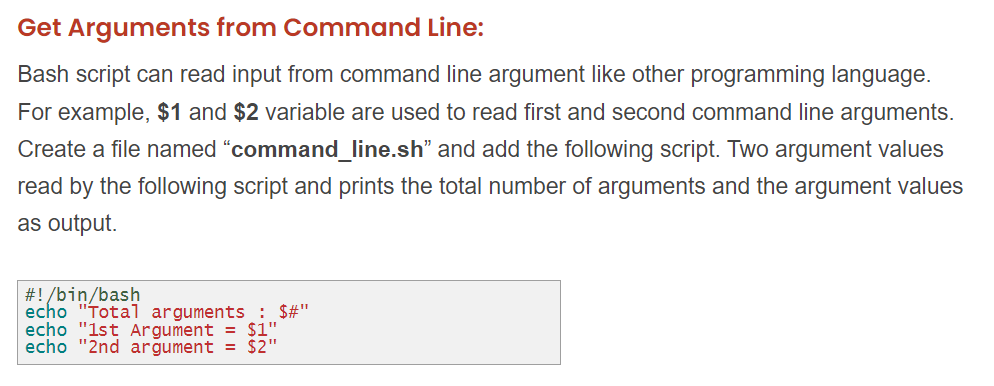 Get Arguments from Command Line:
Bash script can read input from command line argument like other programming language.
For example, $1 and $2 variable are used to read first and second command line arguments.
Create a file named “command_line.sh” and add the following script. Two argument values
read by the following script and prints the total number of arguments and the argument values
as output.
#!/bin/bash
echo "Total arguments : $#"
echo "1st Argument = $1"
echo "2nd argument = $2"